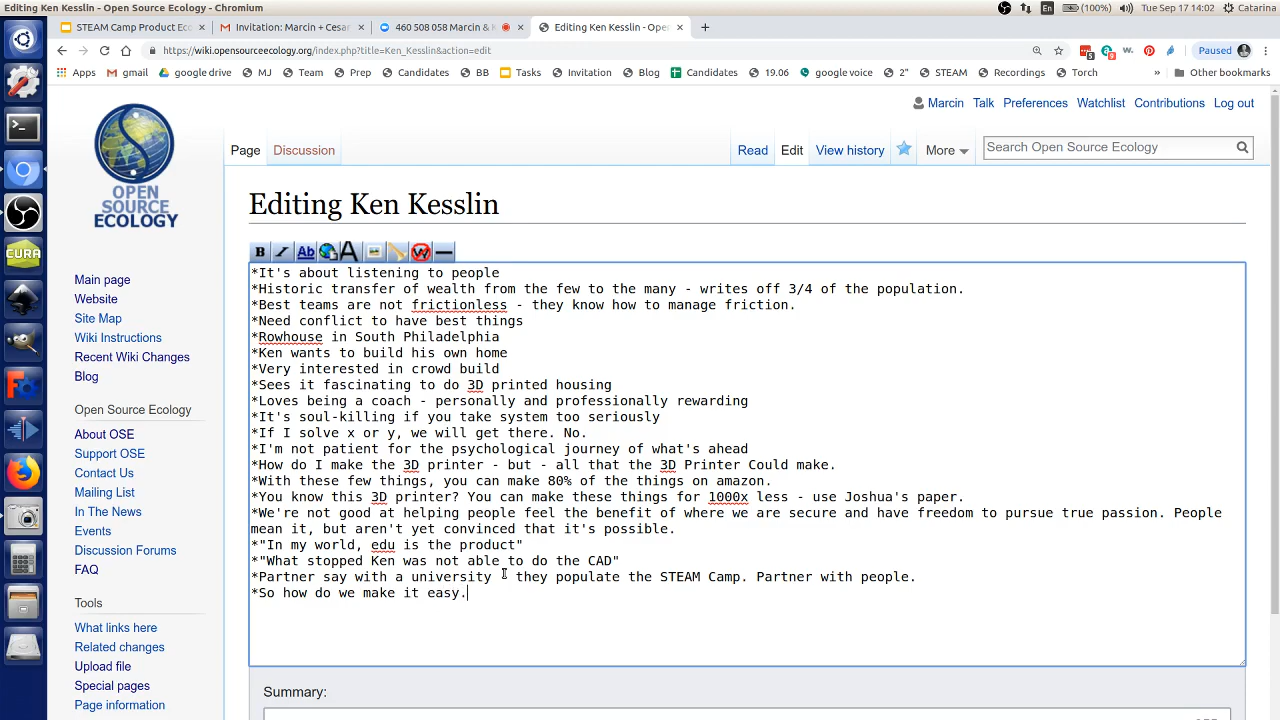 Editing Ken Kesslin - Open Source Ecology - Chromium
En (100%) Tue Sep 17 14:02 Catarina
STEAM Camp Product Eco × Invitation: Marcin + Cesar × 460 508 058 Marcin & K × Editing Ken Kesslin - Ope × +
https://wiki.opensourceecology.org/index.php?title=Ken_Kesslin&action=edit Paused
Apps gmail google drive MJ Team Prep Candidates BB Tasks Invitation Blog Candidates 19.06 google voice 2" STEAM Recordings Torch » Other bookmarks
Marcin Talk Preferences Watchlist Contributions Log out
Page Discussion Read Edit View history More Search Open Source Ecology
OPEN
SOURCE
ECOLOGY
Editing Ken Kesslin
Main page
Website
Site Map
Wiki Instructions
Recent Wiki Changes
Blog
Open Source Ecology
About OSE
Support OSE
Contact Us
Mailing List
In The News
Events
Discussion Forums
FAQ
Tools
What links here
Related changes
Upload file
Special pages
Page information
*It's about listening to people
*Historic transfer of wealth from the few to the many - writes off 3/4 of the population.
*Best teams are not frictionless - they know how to manage friction.
*Need conflict to have best things
*Rowhouse in South Philadelphia
*Ken wants to build his own home
*Very interested in crowd build
*Sees it fascinating to do 3D printed housing
*Loves being a coach - personally and professionally rewarding
*It's soul-killing if you take system too seriously
*If I solve x or y, we will get there. No.
*I'm not patient for the psychological journey of what's ahead
*How do I make the 3D printer - but - all that the 3D Printer Could make.
*With these few things, you can make 80% of the things on amazon.
*You know this 3D printer? You can make these things for 1000x less - use Joshua's paper.
*We're not good at helping people feel the benefit of where we are secure and have freedom to pursue true passion. People
mean it, but aren't yet convinced that it's possible.
*"In my world, edu is the product"
*"What stopped Ken was not able to do the CAD"
*Partner say with a university - they populate the STEAM Camp. Partner with people.
*So how do we make it easy.
Summary: